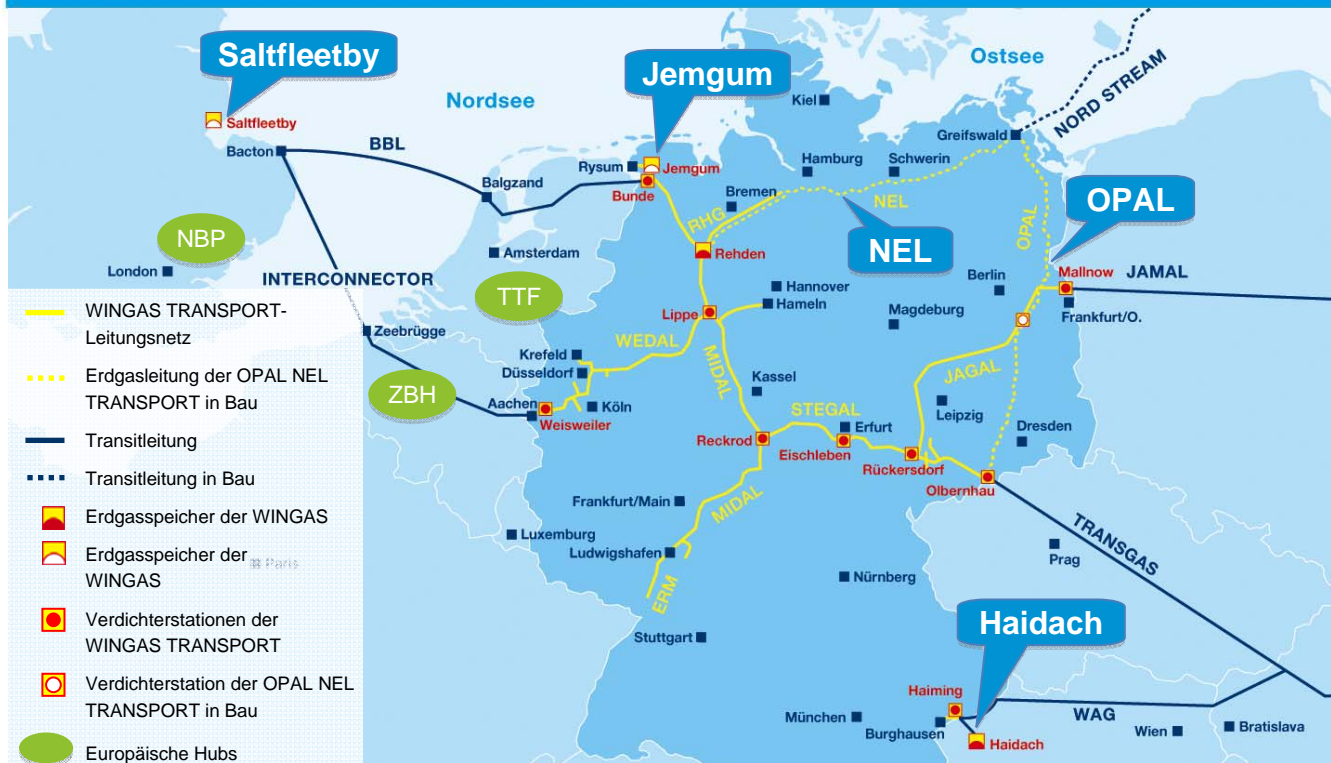 Saltfleetby
Jemgum
Ostsee
Nordsee
Kiel
NORD STREAM
Saltfleetby
Greifswald
Bacton
BBL
Rysum
Jemgum
Hamburg
Schwerin
Balgzand
Bunde
Bremen
NEL
OPAL
OPAL
RHG
NBP
Amsterdam
Rehden
NEL
London
INTERCONNECTOR
Mallnow
JAMAL
Berlin
Hannover
TTF
Hameln
Magdeburg
Frankfurt/O.
Lippe
WINGAS TRANSPORT-
Leitungsnetz
Zeebrügge
WEDAL
Krefeld
Düsseldorf
MIDAL
JAGAL
Erdgasleitung der OPAL NEL
TRANSPORT in Bau
ZBH
Kassel
Aachen
Köln
STEGAL
Leipzig
Weisweiler
Erfurt
Dresden
Transitleitung
Reckrod
Eischleben
Rückersdorf
Olbernhau
Transitleitung in Bau
Frankfurt/Main
MIDAL
Erdgasspeicher der WINGAS
Luxemburg
TRANSGAS
Ludwigshafen
Prag
Erdgasspeicher der
WINGAS
Paris
Nürnberg
ERM
Verdichterstationen der
WINGAS TRANSPORT
Stuttgart
Haidach
Verdichterstation der OPAL NEL
TRANSPORT in Bau
Haiming
München
Burghausen
WAG
Wien
Bratislava
Haidach
Europäische Hubs